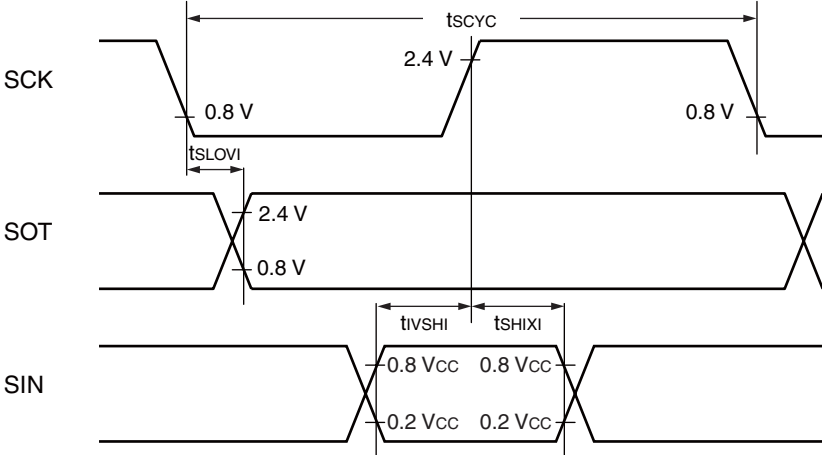 tSCYC
SCK
2.4 V
0.8 V
0.8 V
tSLOVI
SOT
2.4 V
0.8 V
tIVSHI
tSHIXI
SIN
0.8 VCC
0.8 VCC
0.2 VCC
0.2 VCC